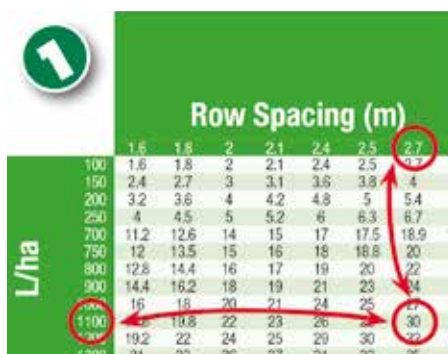 1
Row Spacing (m)
1.6 1.8 2 2.1 2.4 2.5 2.7
L/ha
100 1.6 1.8 2 2.1 2.4 2.5 2.7
150 2.4 2.7 3 3.1 3.6 3.8 4
200 3.2 3.6 4 4.2 4.8 5 5.4
250 4 4.5 5 5.2 6 6.3 6.7
700 11.2 12.6 14 15 17 17.5 18.9
750 12 13.5 15 16 18 18.8 20
800 12.8 14.4 16 17 19 20 22
900 14.4 16.2 18 19 21 23 24
16 18 20 21 24 25 27
1100 19.8 22 23 26 30
19.2 22 24 25 29 30 32